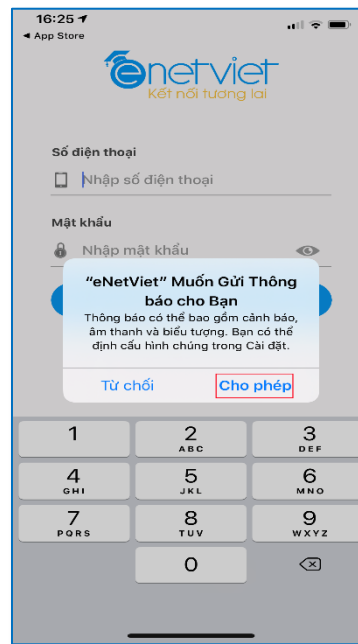 16:25
◀ App Store
enetviet
Kết nối tương lai
Số điện thoại
Nhập số điện thoại
Mật khẩu
Nhập mật khẩu
“eNetViet” Muốn Gửi Thông
báo cho Bạn
Thông báo có thể bao gồm cảnh báo,
âm thanh và biểu tượng. Bạn có thể
định cấu hình chúng trong Cài đặt.
Từ chối Cho phép
1 2 3
ABC DEF
4 5 6
GHI JKL MNO
7 8 9
PQRS TUV WXYZ
0